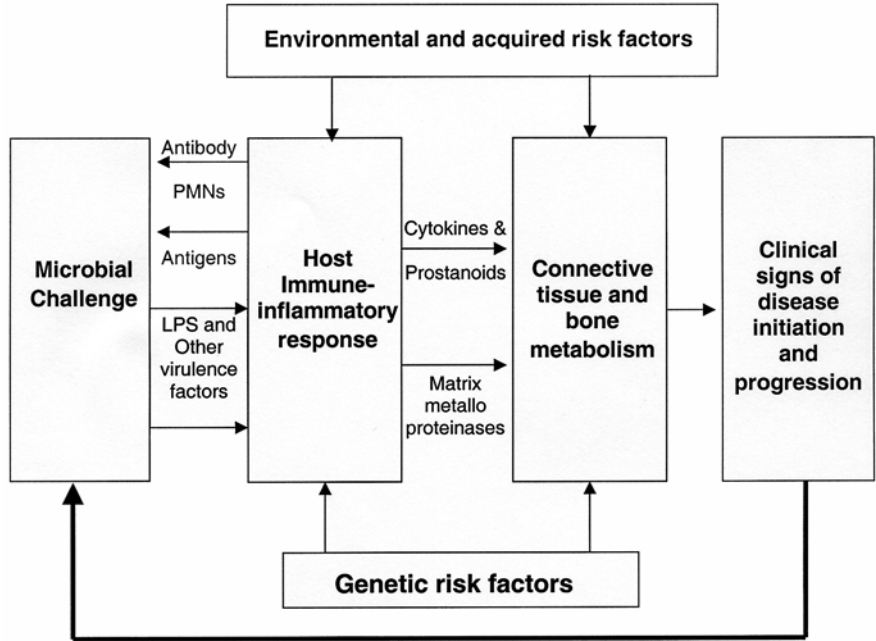 Environmental and acquired risk factors
Microbial
Challenge
Antibody
PMNs
Antigens
LPS and
Other
virulence
factors
Host
Immune-
inflammatory
response
Cytokines &
Prostanoids
Matrix
metallo
proteinases
Connective
tissue and
bone
metabolism
Clinical
signs of
disease
initiation
and
progression
Genetic risk factors